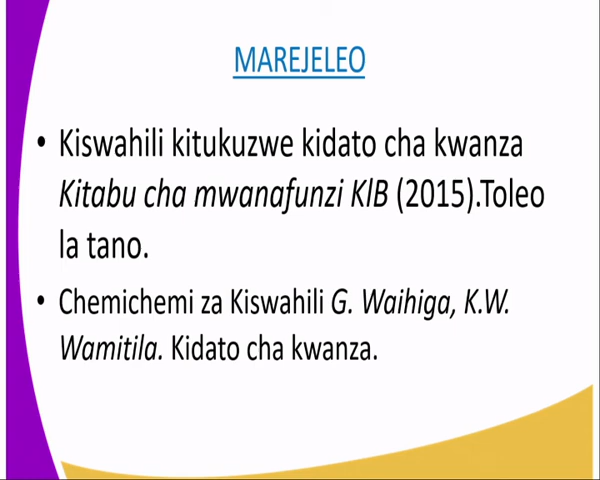 MAREJELEO
• Kiswahili kitukuzwe kidato cha kwanza
Kitabu cha mwanafunzi KlB (2015).Toleo
la tano.
• Chemichemi za Kiswahili G. Waihiga, K.W.
Wamitila. Kidato cha kwanza.